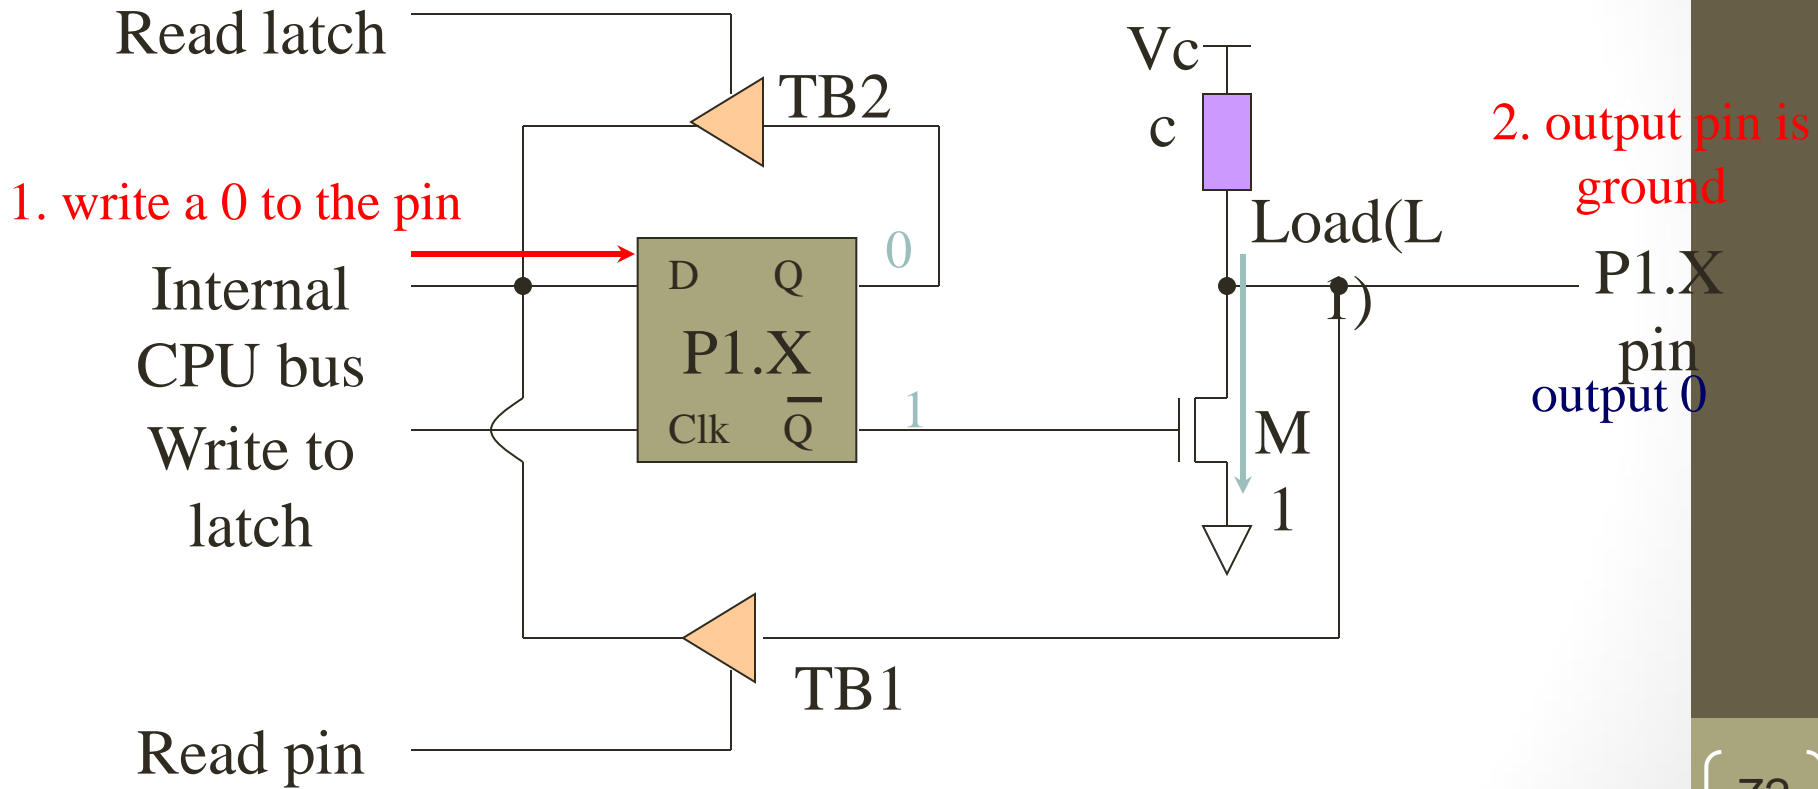 Read latch
TB2
Vc
c
2. output pin is
ground
1. write a 0 to the pin
Load(L
1)
0
D Q
Internal
CPU bus
P1.X
P1.X
pin
output 0
1
Clk Q
Write to
latch
M
1
TB1
Read pin